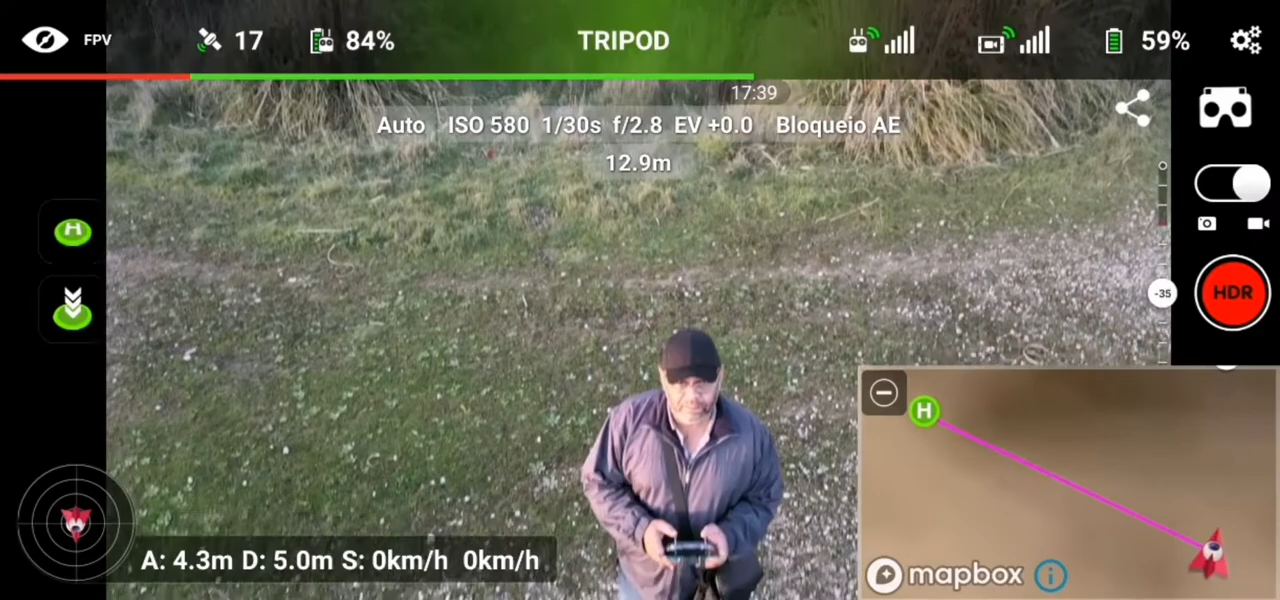 FPV 17 84% TRIPOD 59%
17:39
Auto ISO 580 1/30s f/2.8 EV +0.0 Bloqueio AE
12.9m
H
-35
HDR
H
A: 4.3m D: 5.0m S: 0km/h 0km/h
mapbox i